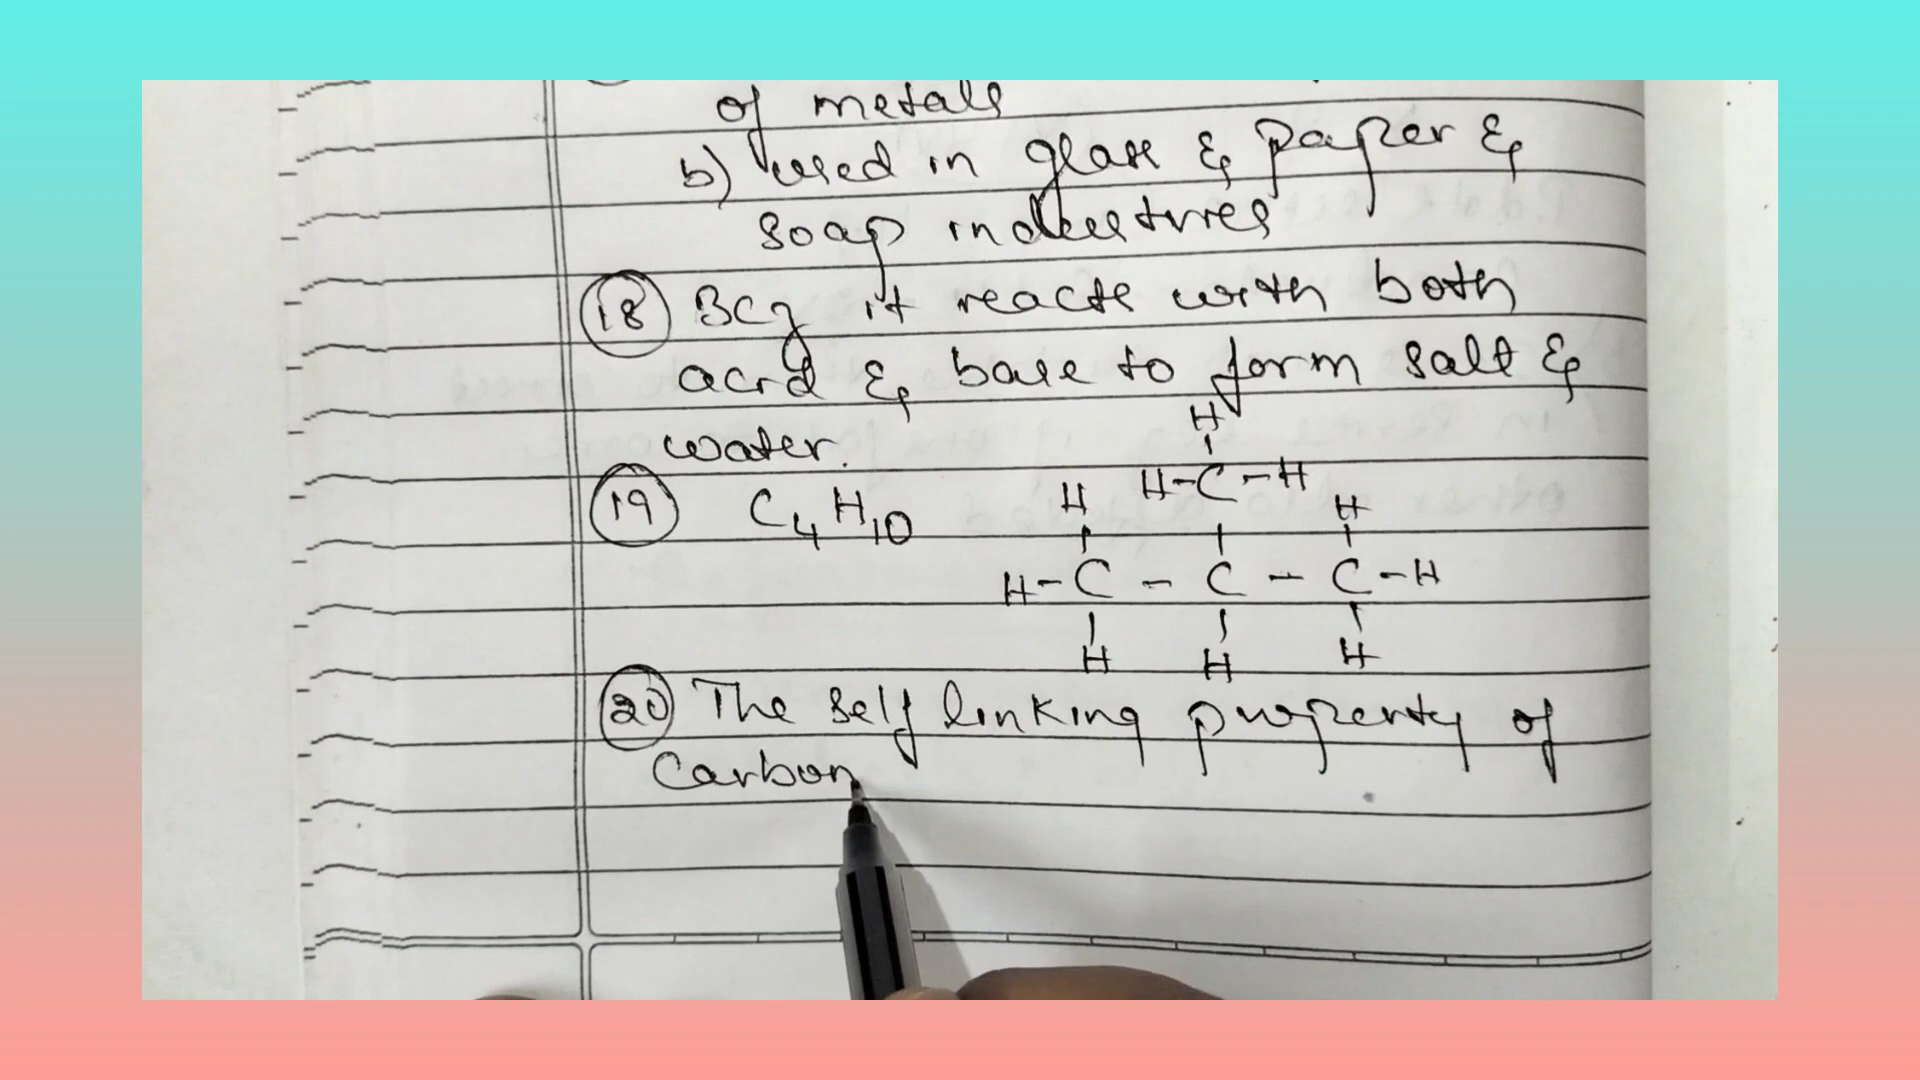 of metals
b) used in glass & paper &
soap industries
18 Bcz it reacts with both
acid & base to form salt &
water.
19 C4H10
H
H-C-H
H H
H-C-C-C-H
H H H
20 The self linking property of
Carbon